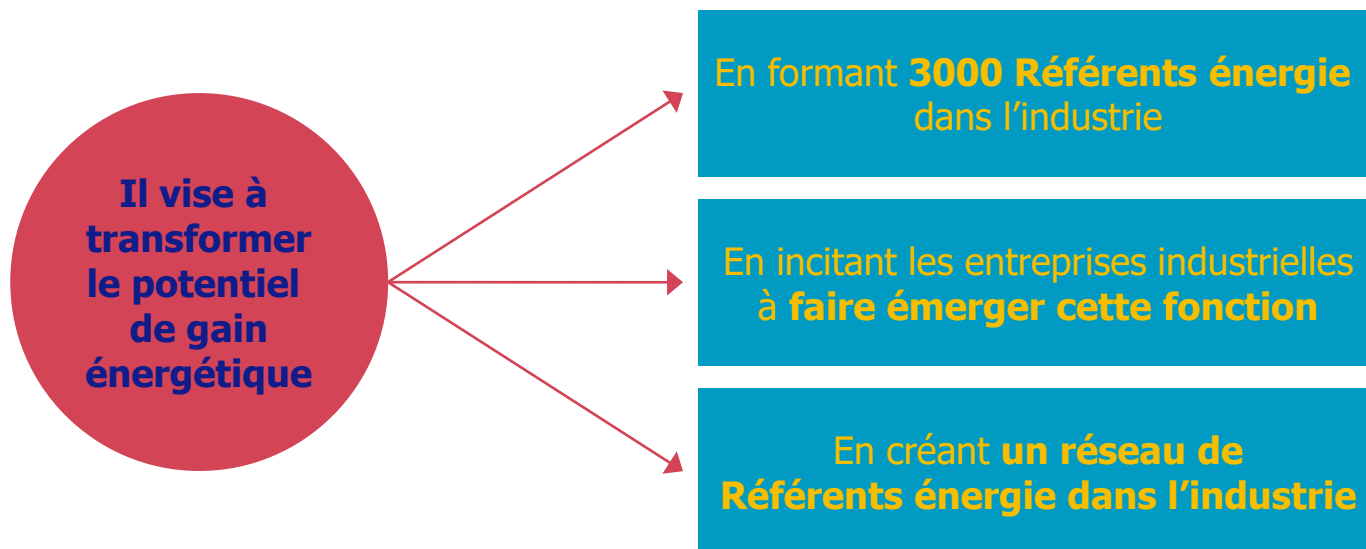 Il vise à
transformer
le potentiel
de gain
énergétique
En formant 3000 Référents énergie
dans l’industrie
En incitant les entreprises industrielles
à faire émerger cette fonction
En créant un réseau de
Référents énergie dans l’industrie